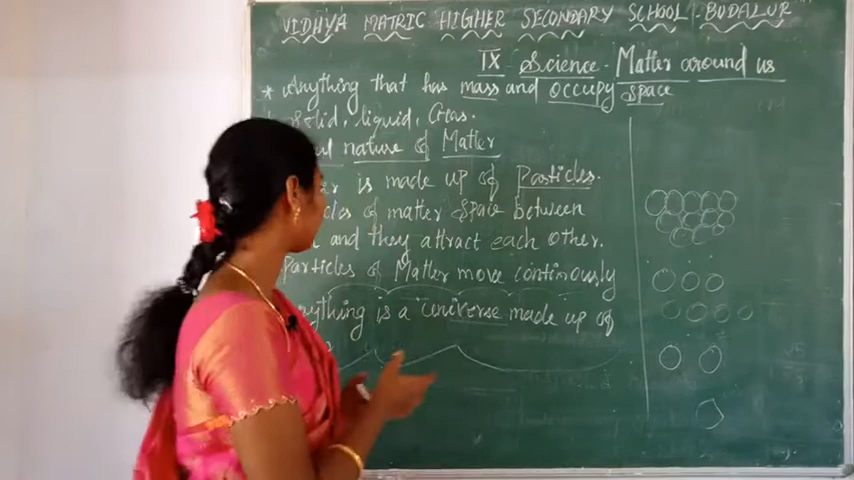 VIDHYA MATRIC HIGHER SECONDARY SCHOOL - BUDALUR
IX Science - Matter around us
* Anything that has mass and occupy space
solid, liquid, Gas.
nature of Matter
is made up of Particles.
of matter space between
and they attract each other.
Particles of Matter move continiously
is a universe made up of